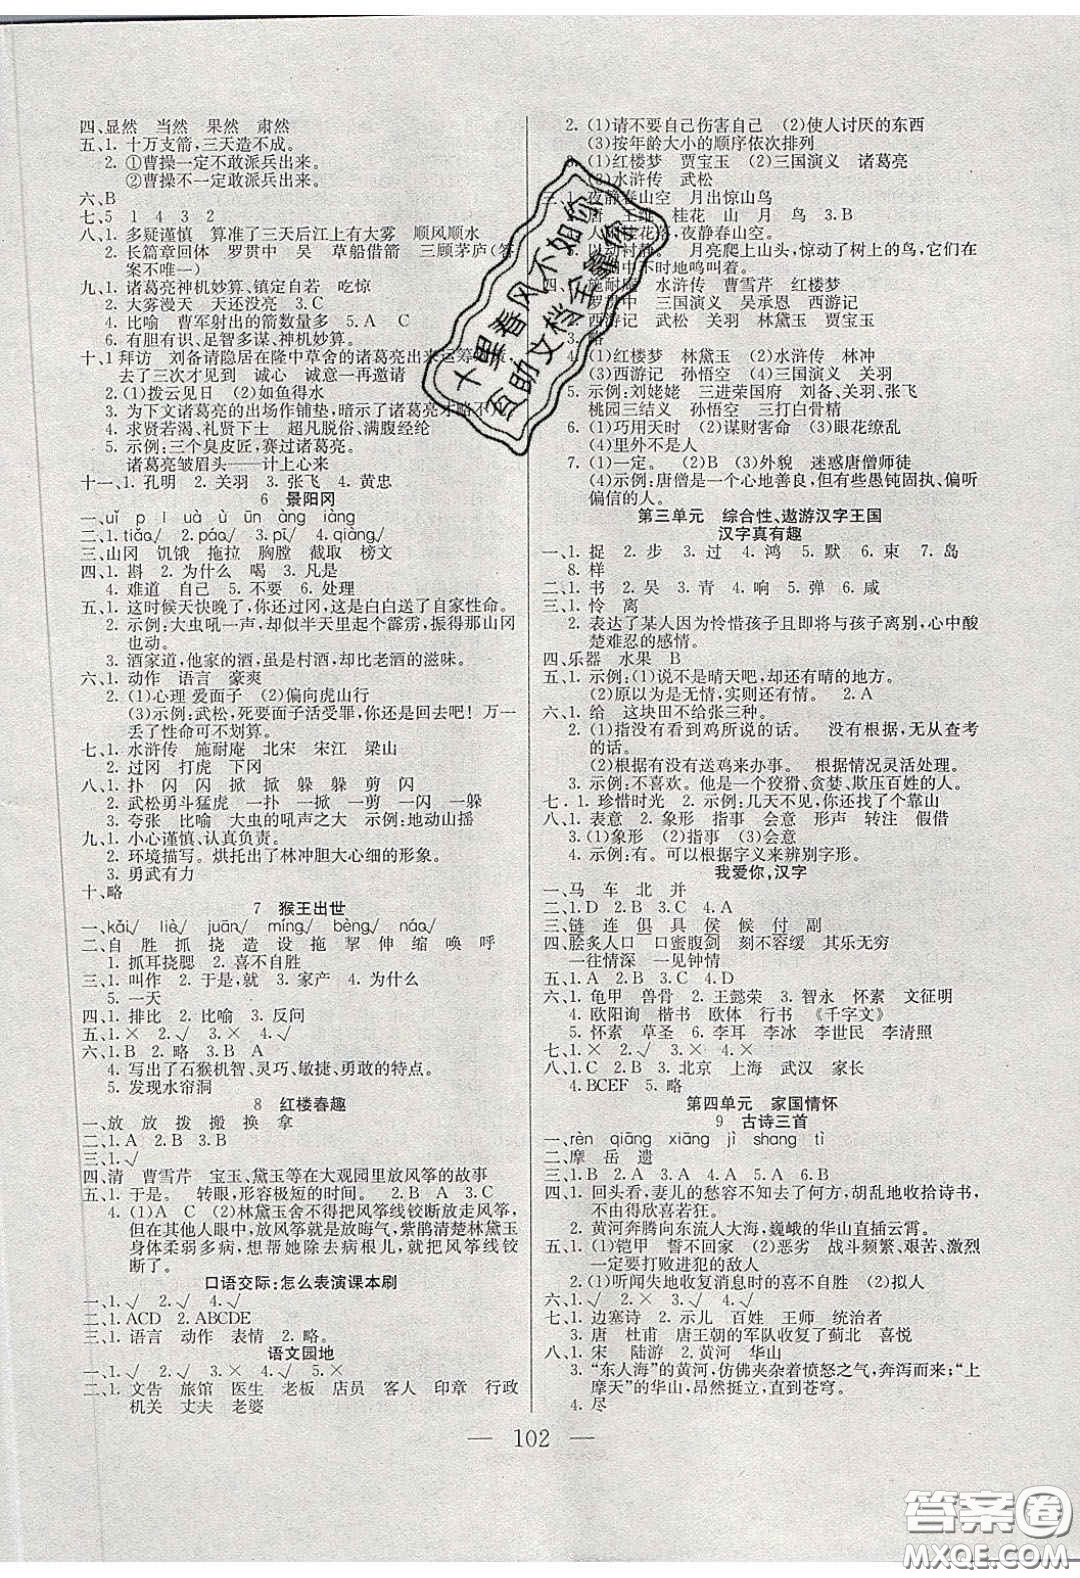 四、显然　当然　果然　肃然
五、1. 十万支箭，三天造不成。
2. ①曹操一定不敢派兵出来。
②曹操一定不敢派兵出来。
六、B
七、5　1　4　3　2
八、1. 多疑谨慎　算准了三天后江上有大雾　顺风顺水
2. 长篇章回体　罗贯中　吴　草船借箭　三顾茅庐(答
案不唯一)
九、1. 诸葛亮神机妙算、镇定自若　吃惊
2. 大雾漫天　天还没亮　3. C
4. 比喻　曹军射出的箭数量多　5. A　C
6. 有胆有识、足智多谋、神机妙算。
十、1 拜访　刘备请隐居在隆中草舍的诸葛亮出来运筹
去了三次才见到　诚心　诚意一再邀请
2. (1)拨云见日　(2)如鱼得水
3. 为下文诸葛亮的出场作铺垫，暗示了诸葛亮才略不
4. 求贤若渴、礼贤下士　超凡脱俗、满腹经纶
5. 示例：三个臭皮匠，赛过诸葛亮。
诸葛亮皱眉头——计上心来
十一、1. 孔明　2. 关羽　3. 张飞　4. 黄忠
6　景阳冈
一、uǐ　p　l　uà　ù　ūn　àng　iàng
二、1. tiāo/　2. páo/　3. pī/　4. qiàng/
三、山冈　饥饿　拖拉　胸膛　截取　榜文
四、1. 斟　2. 为什么　喝　3. 凡是
4. 难道　自己　5. 不要　6. 处理
五、1. 这时候天快晚了，你还过冈，这是白白送了自家性命。
2. 示例：大虫吼一声，却似半天里起个霹雳，振得那山冈
也动。
3. 酒家道，他家的酒，虽是村酒，却比老酒的滋味。
六、1. 动作　语言　豪爽
2. (1)心理　爱面子　(2)偏向虎山行
(3)示例：武松，死要面子活受罪，你还是回去吧！万一
丢了性命可不划算。
七、1. 水浒传　施耐庵　北宋　宋江　梁山
2. 过冈　打虎　下冈
八、1. 扑　闪　闪　掀　掀　躲　躲　剪　闪
2. 武松勇斗猛虎　一扑　一掀　一剪　一闪
3. 夸张　比喻　大虫的吼声之大　示例：地动山摇
九、1. 小心谨慎、认真负责。
2. 环境描写。烘托出了林冲胆大心细的形象。
3. 勇武有力
十、略
7　猴王出世
一、kǎi/　liè/　juān/　míng/　bèng/　náo/
二、自　胜　抓　挠　造　设　拖　挐　伸　缩　唤　呼
1. 抓耳挠腮　2. 喜不自胜
三、1. 叫作　2. 于是，就　3. 家产　4. 为什么
5. 一天
四、1. 排比　2. 比喻　3. 反问
五、1. ×　2. √　3. ×　4. √
六、1. B　2. 略　3. B　A
4. 写出了石猴机智、灵巧、敏捷、勇敢的特点。
5. 发现水帘洞
8　红楼春趣
一、放　放　拨　搬　换　拿
二、1. A　2. B　3. B
三、1. √
四、清　曹雪芹　宝玉、黛玉等在大观园里放风筝的故事
五、1. 于是。　转眼，形容极短的时间。　2. B　3. B
4. (1)A　C　(2)林黛玉舍不得把风筝线铰断放走风筝，
但在其他人眼中，放风筝就是放晦气，紫鹃清楚林黛玉
身体柔弱多病，想帮她除去病根儿，就把风筝线铰
断了。
口语交际：怎么表演课本剧
一、1. √　2. √　4. √
二、1. ACD　2. ABCDE
三、1. 语言　动作　表情　2. 略。
语文园地
一、1. √　2. √　3. ×　4. √　5. ×
二、1. 文告　旅馆　医生　老板　店员　客人　印章　行政
机关　丈夫　老婆
2. (1)请不要自己伤害自己　(2)使人讨厌的东西
(3)按年龄大小的顺序依次排列
3. (1)红楼梦　贾宝玉　(2)三国演义　诸葛亮
(3)水浒传　武松
三、1. 夜静春山空　月出惊山鸟
唐　王维　桂花　山　月　鸟　3. B
桂花落，夜静春山空。
5. 以动衬静。　月亮爬上山头，惊动了树上的鸟儿，它们在
中不时地鸣叫着。
四、施耐庵　水浒传　曹雪芹　红楼梦
罗贯中　三国演义　吴承恩　西游记
西游记　武松　关羽　林黛玉　贾宝玉
4. (1)红楼梦　林黛玉　(2)水浒传　林冲
(3)西游记　孙悟空　(4)三国演义　关羽
5. 示例：刘姥姥　三进荣国府　刘备、关羽、张飞
桃园三结义　孙悟空　三打白骨精
6. (1)巧用天时　(2)谋财害命　(3)眼花缭乱
(4)里外不是人
7. (1)一定。　(2)B　(3)外貌　迷惑唐僧师徒
(4)示例：唐僧是一个心地善良，但有些愚钝固执、偏听
偏信的人。
第三单元　综合性、遨游汉字王国
汉字真有趣
一、1. 捉　2. 步　3. 过　4. 鸿　5. 默　6. 束　7. 岛
8. 样
二、1. 书　2. 吴　3. 青　4. 响　5. 弹　6. 咸
三、1. 怜　离
2. 表达了某人因为怜惜孩子且即将与孩子离别，心中酸
楚难忍的感情。
四、乐器　水果　B
五、1. 示例：(1)说不是晴天吧，却还有晴的地方。
(2)原以为是无情，实则还有情。　2. A
六、1. 给　这块田不给张三种。
2. (1)指没有看到鸡所说的话。　没有根据，无从查考
的话。
(2)根据有没有送鸡来办事。　根据情况灵活处理。
3. 示例：不喜欢。他是一个狡猾、贪婪、欺压百姓的人。
七. 1. 珍惜时光　2. 示例：几天不见，你还找了个靠山
八、1. 表意　2. 象形　指事　会意　形声　转注　假借
3. (1)象形　(2)指事　(3)会意
4. 示例：有。可以根据字义来辨别字形。
我爱你，汉字
一、马　车　北　并
二、1. D　2. B　3. C　4. A
三、链　连　俱　具　侯　候　付　副
四、脍炙人口　口蜜腹剑　刻不容缓　其乐无穷
一往情深　一见钟情
五、1. A　2. B　3. C　4. D
六、1. 龟甲　兽骨　2. 王懿荣　3. 智永　怀素　文征明
4. 欧阳询　楷书　欧体　行书　《千字文》
5. 怀素　草圣　6. 李耳　李冰　李世民　李清照
七、1. ×　2. √　3. ×　4. √
八、1. C　2. B　3. 北京　上海　武汉　家长
4. BCEF　5. 略
第四单元　家国情怀
9　古诗三首
一、rèn　qiāng　xiāng　jì　shang　tì
二、摩　岳　遗
三、1. B　2. C　3. A
四、1. 回头看，妻儿的愁容不知去了何方，胡乱地收拾诗书，
不由得欣喜若狂。
2. 黄河奔腾向东流入大海，巍峨的华山直插云霄。
五、1. (1)铠甲　誓不回家　(2)恶劣　战斗频繁、艰苦、激烈
一定要打败进犯的敌人
2. (1)听闻失地收复消息时的喜不自胜　(2)拟人
六、1. √　2. ×　3. √　4. √
七、1. 边塞诗　2. 示儿　百姓　王师　统治者
3. 唐　杜甫　唐王朝的军队收复了蓟北　喜悦
八、1. 宋　陆游　2. 黄河　华山
3. “东入海”的黄河，仿佛夹杂着愤怒之气，奔泻而来；“上
摩天”的华山，昂然挺立，直到苍穹。
4. 尽
十里春风不如你
互助文档全靠你
— 102 —
答案圈
MXQE.COM